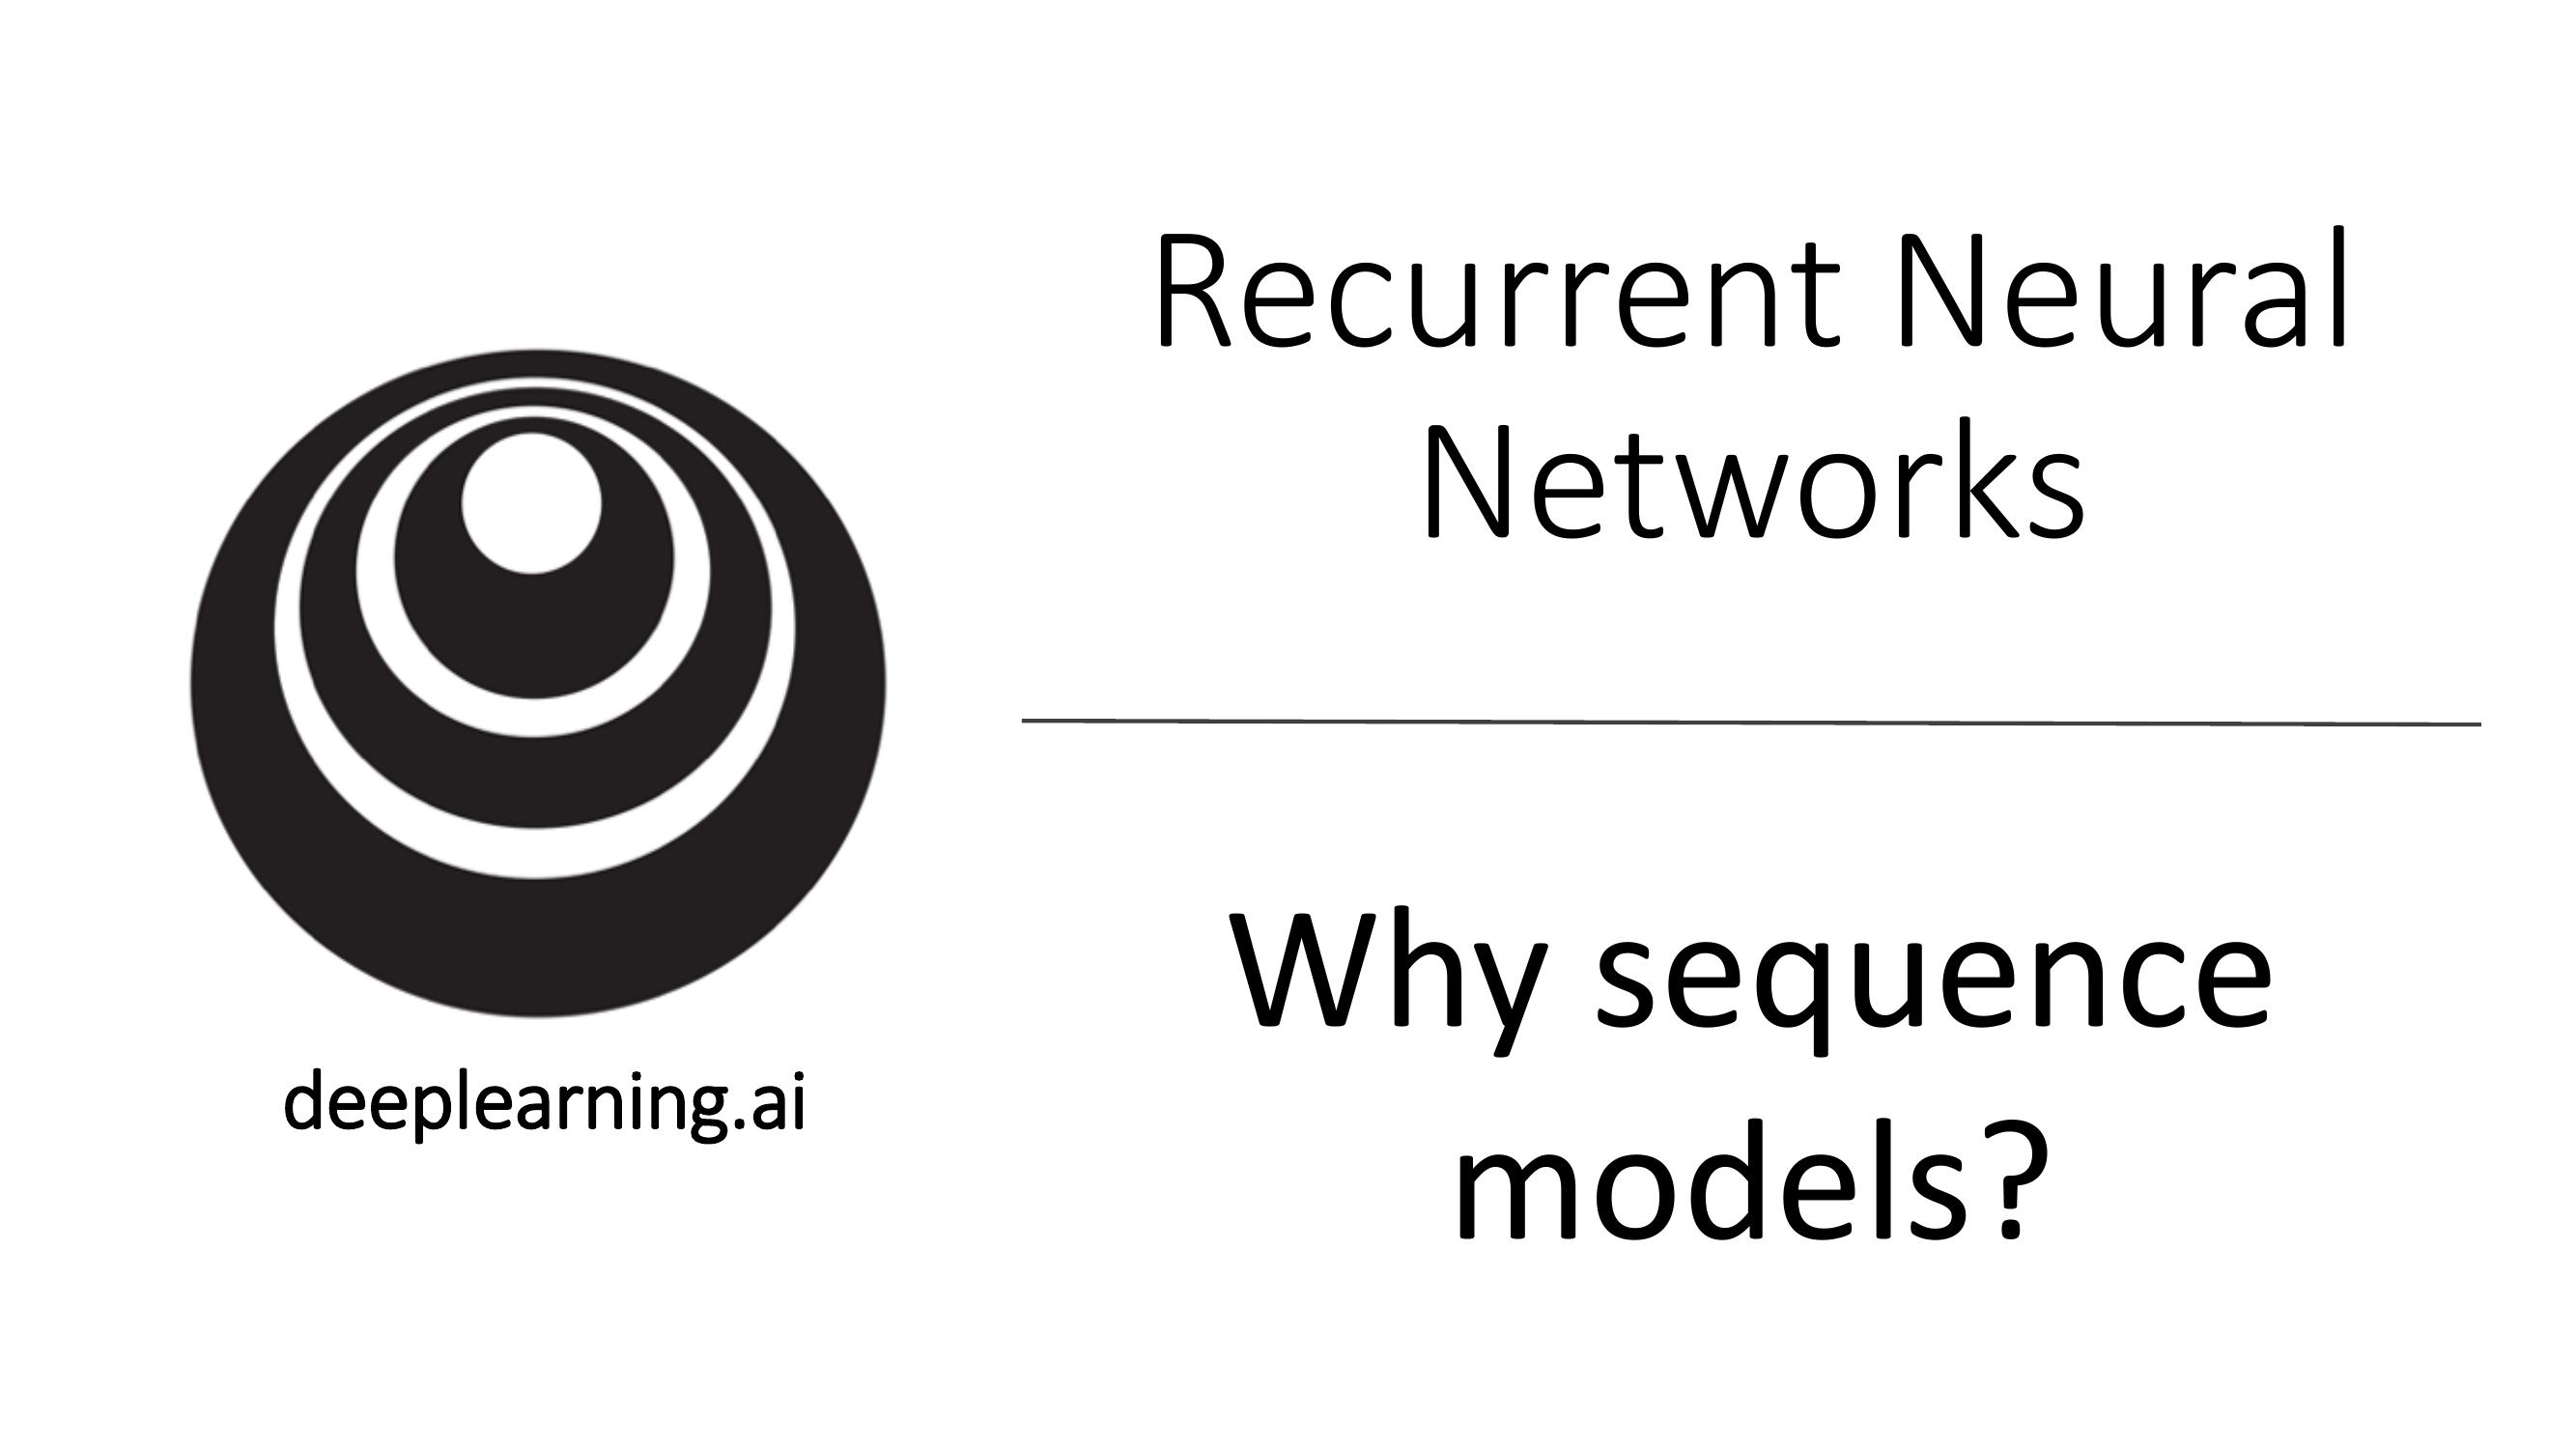 Recurrent Neural
Networks
Why sequence
models?
deeplearning.ai